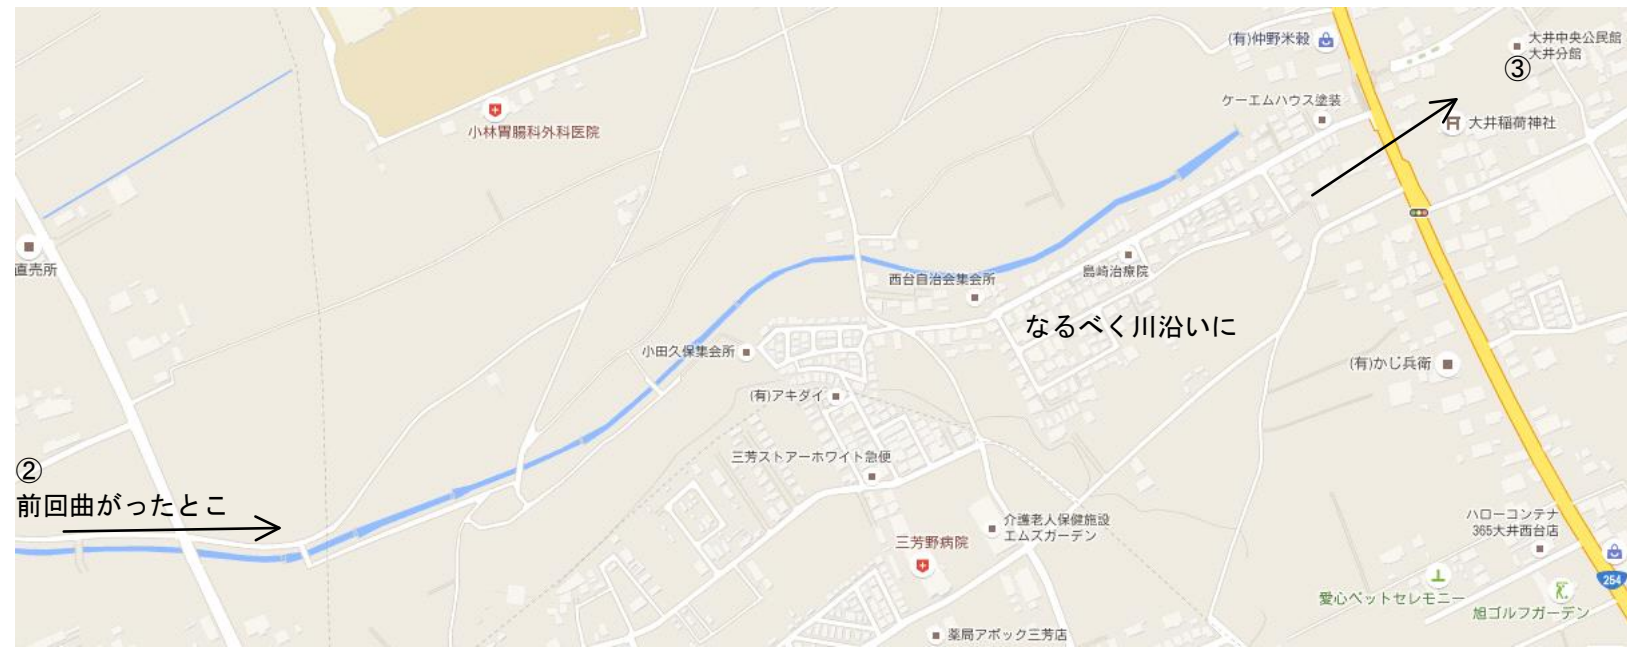 (有)仲野米穀
大井中央公民館
大井分館
③
ケーエムハウス塗装
小林胃腸科外科医院
大井稲荷神社
直売所
西台自治会集会所
島崎治療院
なるべく川沿いに
小田久保集会所
(有)かじ兵衛
(有)アキダイ
三芳ストアーホワイト急便
②
前回曲がったとこ
介護老人保健施設
エムズガーデン
三芳野病院
ハローコンテナ
365大井西台店
254
愛心ペットセレモニー
旭ゴルフガーデン
薬局アポック三芳店